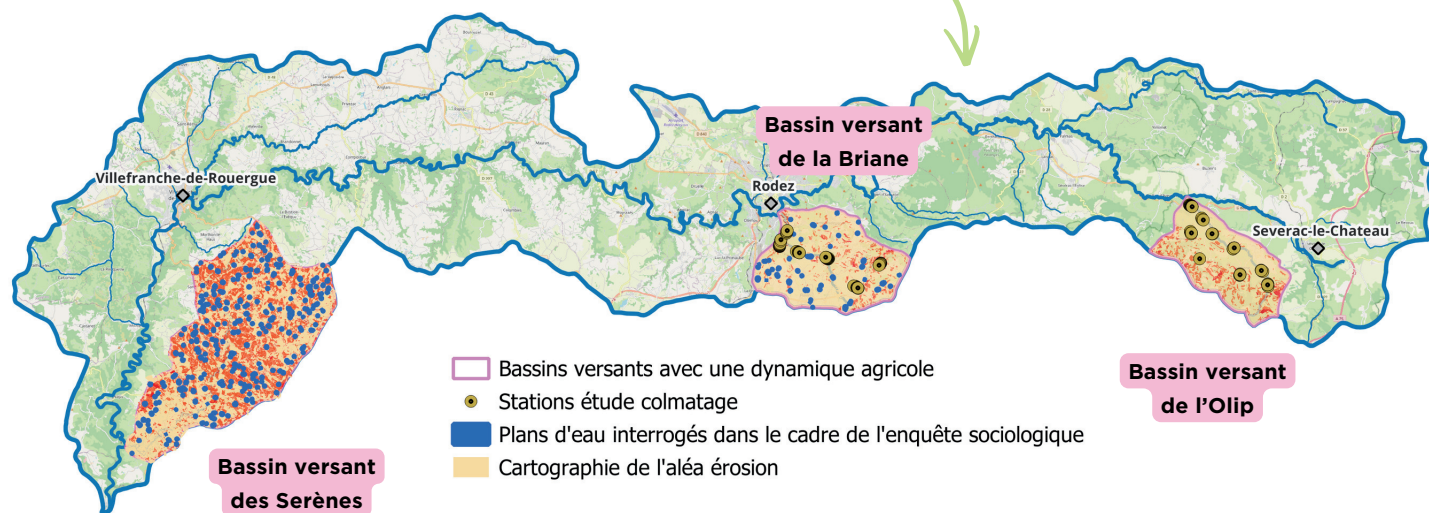 Bassin versant
de la Briane
Villefranche-de-Rouergue
Rodez
Severac-le-Chateau
Bassins versants avec une dynamique agricole
Stations étude colmatage
Plans d'eau interrogés dans le cadre de l'enquête sociologique
Cartographie de l'aléa érosion
Bassin versant
de l'Olip
Bassin versant
des Serènes